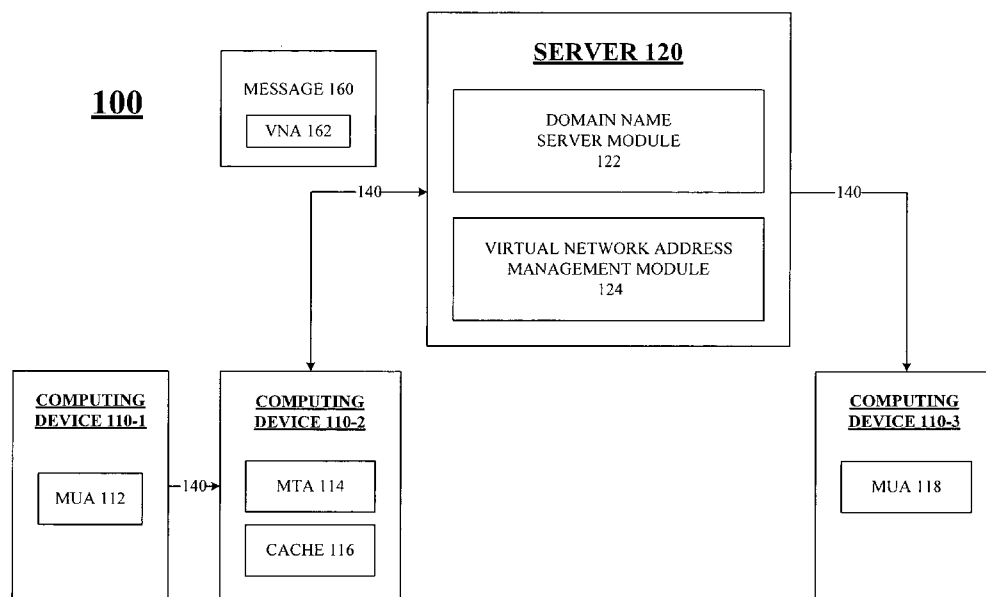 100
MESSAGE 160
VNA 162
SERVER 120
DOMAIN NAME
SERVER MODULE
122
VIRTUAL NETWORK ADDRESS
MANAGEMENT MODULE
124
140
140
COMPUTING
DEVICE 110-1
MUA 112
140
COMPUTING
DEVICE 110-2
MTA 114
CACHE 116
COMPUTING
DEVICE 110-3
MUA 118